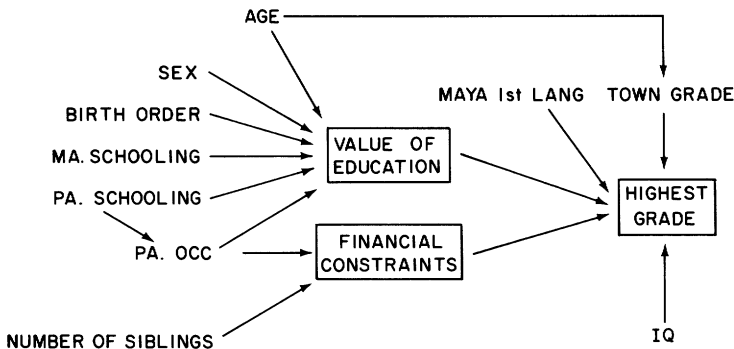 AGE
SEX
MAYA 1st LANG
TOWN GRADE
BIRTH ORDER
VALUE OF
EDUCATION
MA. SCHOOLING
PA. SCHOOLING
HIGHEST
GRADE
PA. OCC
FINANCIAL
CONSTRAINTS
NUMBER OF SIBLINGS
IQ